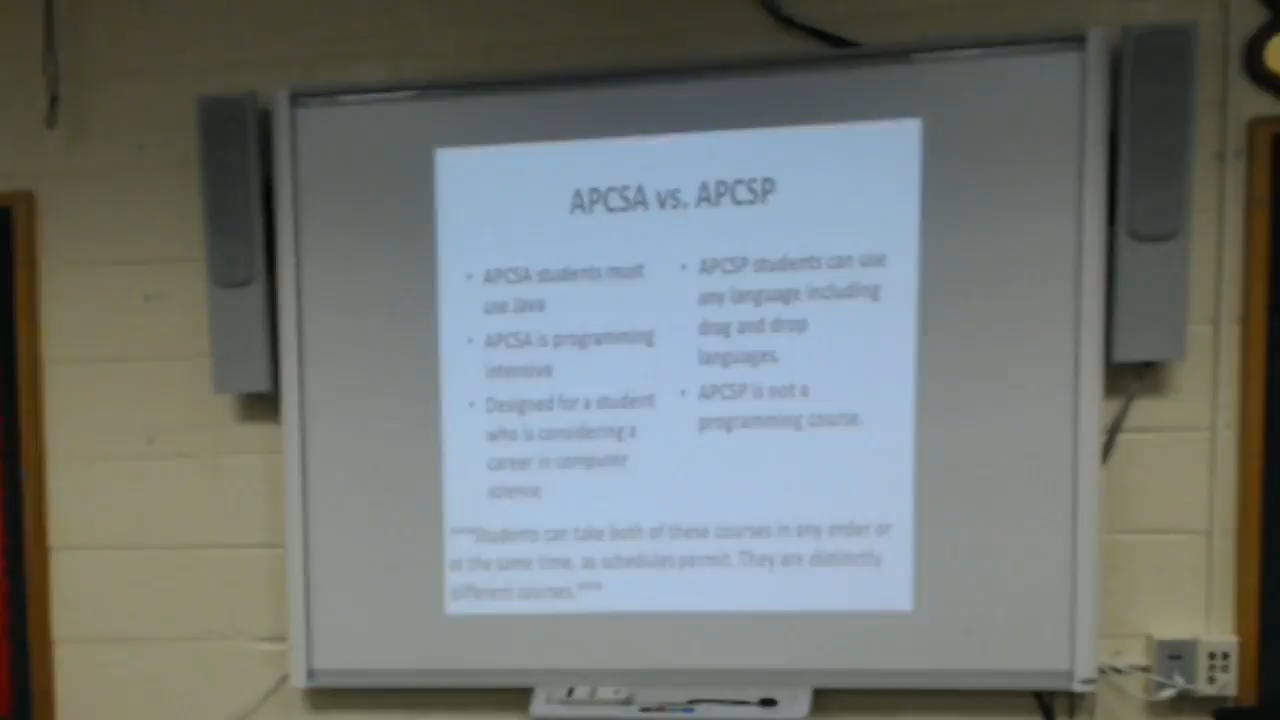 APCSA vs. APCSP
• APCSA students must
use Java
• APCSA is programming
intensive
• Designed for a student
who is considering a
career in computer
science
• APCSP students can use
any language including
drag and drop
languages.
• APCSP is not a
programming course.
***Students can take both of these courses in any order or
at the same time, as schedules permit. They are distinctly
different courses.***